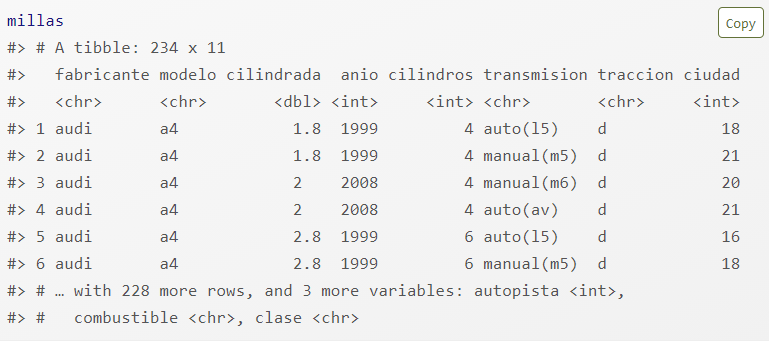 millas
Copy
#> # A tibble: 234 x 11
#>   fabricante modelo cilindrada  anio cilindros transmision traccion ciudad
#>   <chr>      <chr>       <dbl> <int>     <int> <chr>       <chr>     <int>
#> 1 audi       a4            1.8  1999         4 auto(l5)    d            18
#> 2 audi       a4            1.8  1999         4 manual(m5)  d            21
#> 3 audi       a4            2    2008         4 manual(m6)  d            20
#> 4 audi       a4            2    2008         4 auto(av)    d            21
#> 5 audi       a4            2.8  1999         6 auto(l5)    d            16
#> 6 audi       a4            2.8  1999         6 manual(m5)  d            18
#> # … with 228 more rows, and 3 more variables: autopista <int>,
#> #   combustible <chr>, clase <chr>